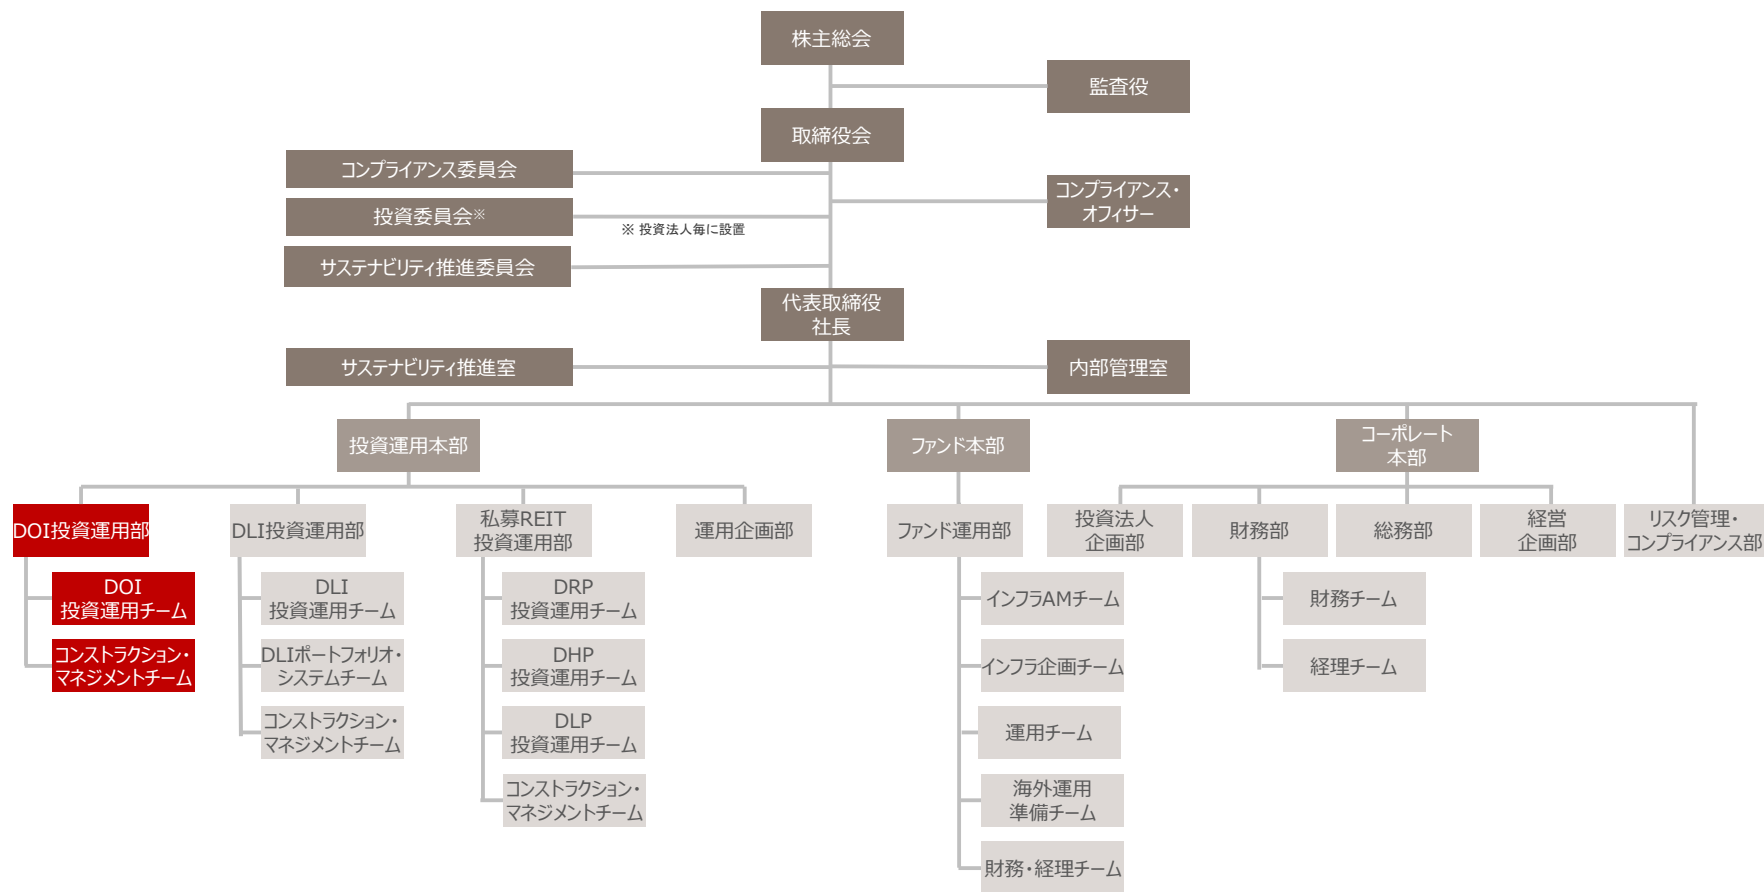 株主総会
監査役
取締役会
コンプライアンス委員会
コンプライアンス・
オフィサー
投資委員会※
※ 投資法人毎に設置
サステナビリティ推進委員会
代表取締役
社長
サステナビリティ推進室
内部管理室
投資運用本部
ファンド本部
コーポレート
本部
DOI投資運用部
DLI投資運用部
私募REIT
投資運用部
運用企画部
ファンド運用部
投資法人
企画部
財務部
総務部
経営
企画部
リスク管理・
コンプライアンス部
DOI
投資運用チーム
コンストラクション・
マネジメントチーム
DLI
投資運用チーム
DLIポートフォリオ・
システムチーム
コンストラクション・
マネジメントチーム
DRP
投資運用チーム
DHP
投資運用チーム
DLP
投資運用チーム
コンストラクション・
マネジメントチーム
インフラAMチーム
インフラ企画チーム
運用チーム
海外運用
準備チーム
財務・経理チーム
財務チーム
経理チーム